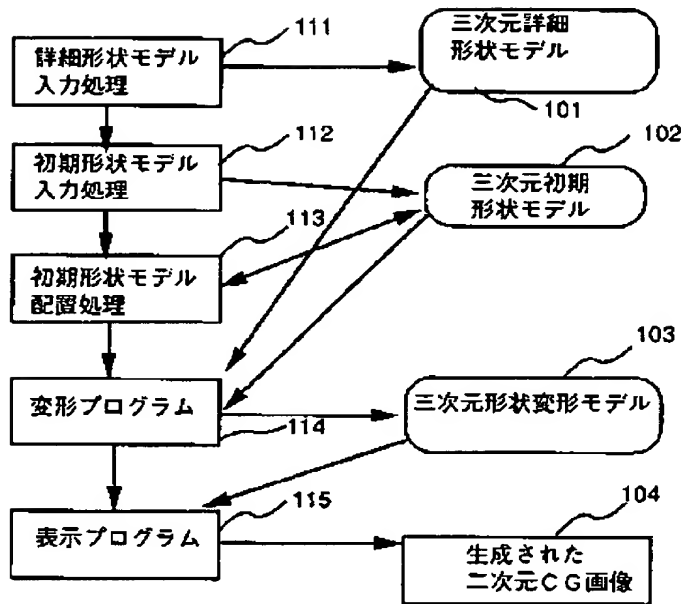 詳細形状モデル
入力処理
111
三次元詳細
形状モデル
101
初期形状モデル
入力処理
112
三次元初期
形状モデル
102
初期形状モデル
配置処理
113
変形プログラム
114
三次元形状変形モデル
103
表示プログラム
115
生成された
二次元CG画像
104